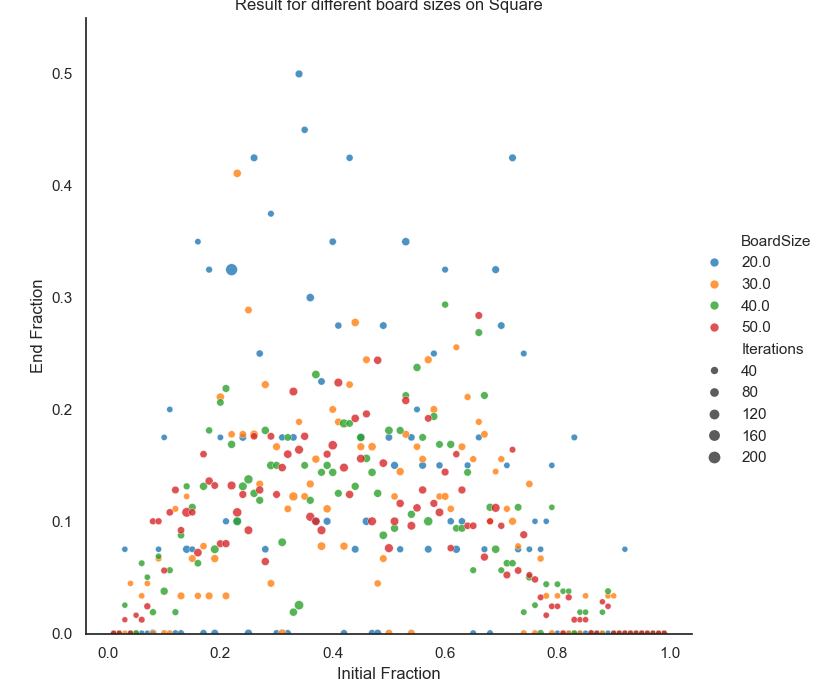 Result for different board sizes on Square
0.5
0.4
0.3
0.2
0.1
0.0
End Fraction
0.0 0.2 0.4 0.6 0.8 1.0
Initial Fraction
BoardSize
20.0
30.0
40.0
50.0
Iterations
40
80
120
160
200